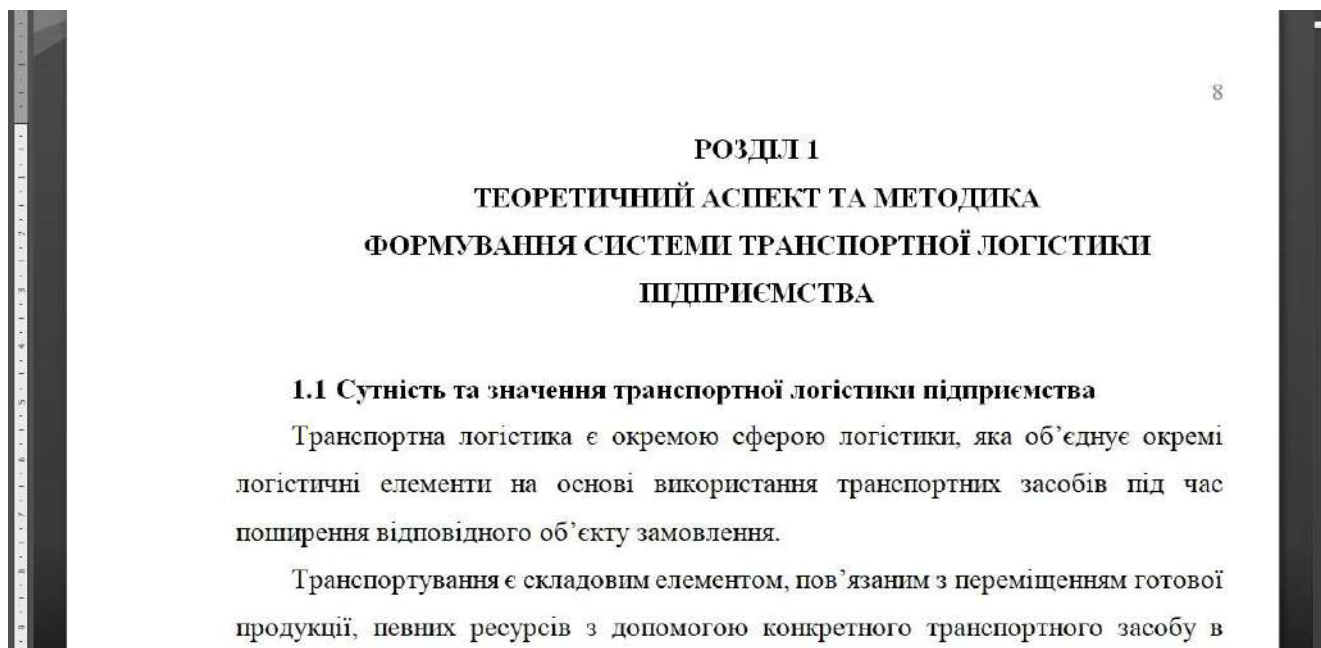 8
РОЗДІЛ 1
ТЕОРЕТИЧНИЙ АСПЕКТ ТА МЕТОДИКА
ФОРМУВАННЯ СИСТЕМИ ТРАНСПОРТНОЇ ЛОГІСТИКИ
ПІДПРИЄМСТВА
1.1 Сутність та значення транспортної логістики підприємства
Транспортна логістика є окремою сферою логістики, яка об’єднує окремі
логістичні елементи на основі використання транспортних засобів під час
поширення відповідного об’єкту замовлення.
Транспортування є складовим елементом, пов’язаним з переміщенням готової
продукції, певних ресурсів з допомогою конкретного транспортного засобу в